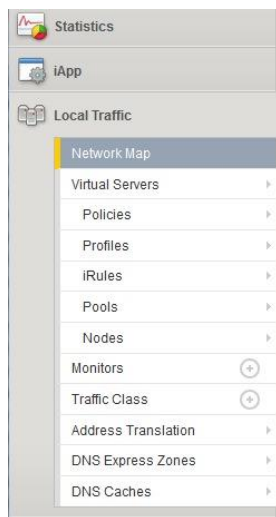 Statistics
iApp
Local Traffic
Network Map
Virtual Servers
Policies
Profiles
iRules
Pools
Nodes
Monitors
Traffic Class
Address Translation
DNS Express Zones
DNS Caches